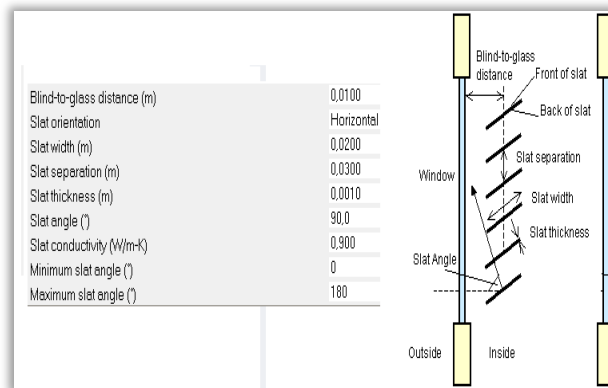 Blind-to-glass distance (m) 0,0100
Slat orientation Horizontal
Slat width (m) 0,0200
Slat separation (m) 0,0300
Slat thickness (m) 0,0010
Slat angle (°) 90,0
Slat conductivity (W/m-K) 0,900
Minimum slat angle (°) 0
Maximum slat angle (°) 180
Blind-to-glass
distance
Front of slat
Back of slat
Slat separation
Window
Slat width
Slat thickness
Slat Angle
Outside Inside